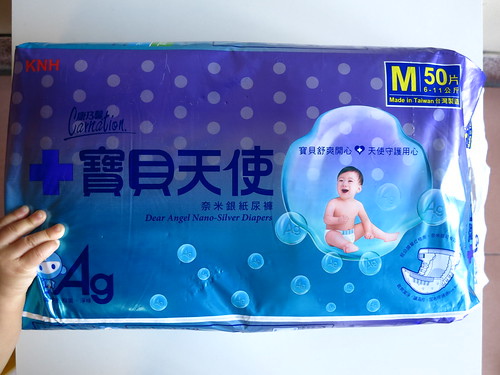 KNH
M 50片
6-11公斤
Made in Taiwan 台灣製造
康乃馨
Carnation
寶貝舒爽開心 天使守護用心
寶貝天使
奈米銀紙尿褲
Dear Angel Nano-Silver Diapers
Ag
Ag